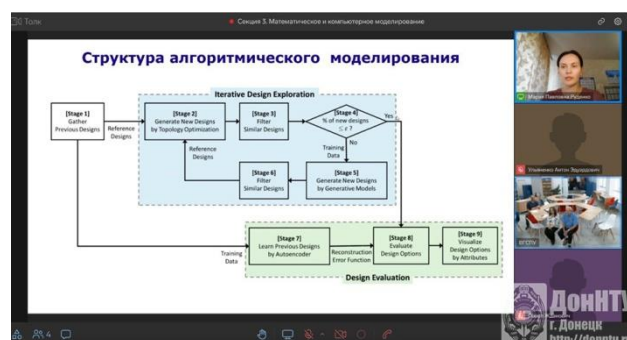 Толк
Секция 3. Математическое и компьютерное моделирование
Структура алгоритмического моделирования
Iterative Design Exploration
[Stage 1]
Gather
Previous Designs
Reference
Designs
[Stage 2]
Generate New Designs
by Topology Optimization
[Stage 3]
Filter
Similar Designs
[Stage 4]
% of new designs
≤ ε ?
Yes
No
Training
Data
Reference
Designs
[Stage 6]
Filter
Similar Designs
[Stage 5]
Generate New Designs
by Generative Models
Training
Data
[Stage 7]
Learn Previous Designs
by Autoencoder
Reconstruction
Error Function
[Stage 8]
Evaluate
Design Options
[Stage 9]
Visualize
Design Options
by Attributes
Design Evaluation
Мария Павловна Руденко
Ульяненко Антон Эдуардович
4
ДонНТУ
г. Донецк
http://donntu.r